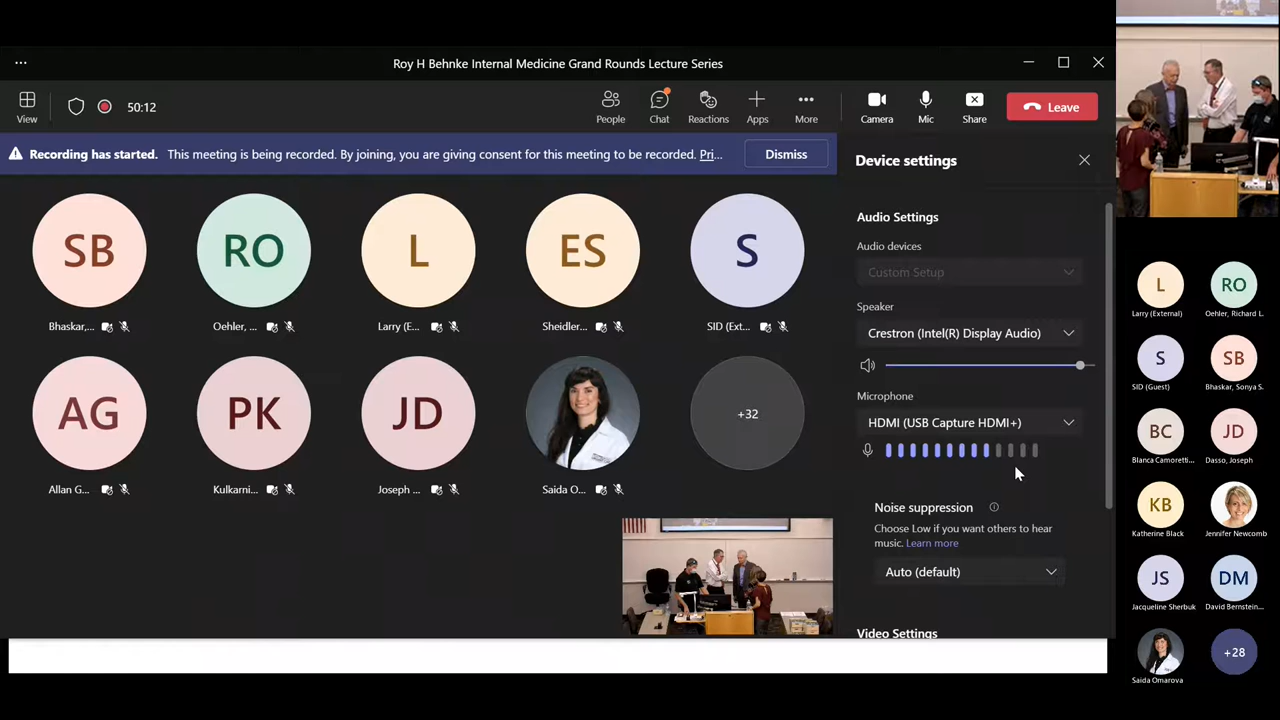 Roy H Behnke Internal Medicine Grand Rounds Lecture Series
View
50:12
People
Chat
Reactions
Apps
More
Camera
Mic
Share
Leave
Recording has started. This meeting is being recorded. By joining, you are giving consent for this meeting to be recorded. Pri...
Dismiss
SB
RO
L
ES
S
Bhaskar,...
Oehler, ...
Larry (E...
Sheidler...
SID (Ext...
AG
PK
JD
+32
Allan G...
Kulkarni...
Joseph ...
Saida O...
Device settings
Audio Settings
Audio devices
Custom Setup
Speaker
Crestron (Intel(R) Display Audio)
Microphone
HDMI (USB Capture HDMI+)
Noise suppression
Choose Low if you want others to hear
music. Learn more
Auto (default)
Video Settings
L
RO
Larry (External)
Oehler, Richard L.
S
SB
SID (Guest)
Bhaskar, Sonya S.
BC
JD
Blanca Camoretti...
Dasso, Joseph
KB
Katherine Black
Jennifer Newcomb
JS
DM
Jacqueline Sherbuk
David Bernstein...
+28
Saida Omarova